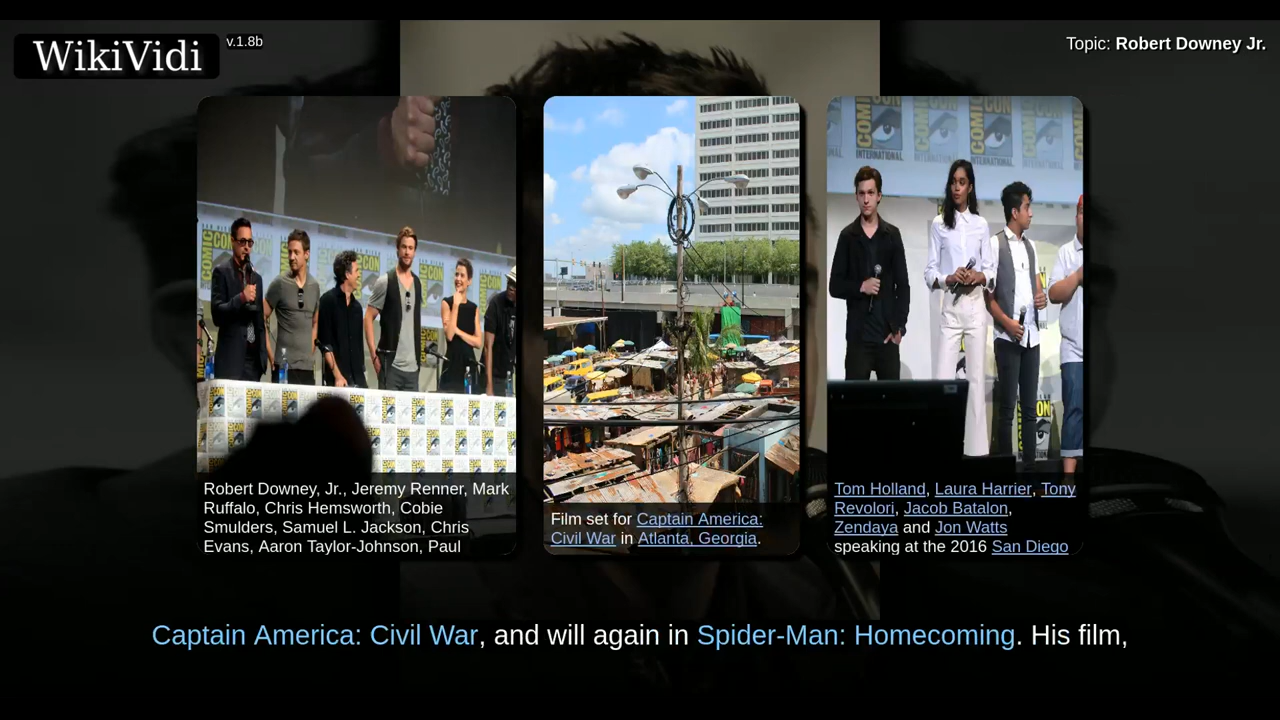 WikiVidi
v.1.8b
Topic: Robert Downey Jr.
COMIC CON
INTERNATIONAL
Robert Downey, Jr., Jeremy Renner, Mark
Ruffalo, Chris Hemsworth, Cobie
Smulders, Samuel L. Jackson, Chris
Evans, Aaron Taylor-Johnson, Paul
Film set for Captain America:
Civil War in Atlanta, Georgia.
Tom Holland, Laura Harrier, Tony
Revolori, Jacob Batalon,
Zendaya and Jon Watts
speaking at the 2016 San Diego
Captain America: Civil War, and will again in Spider-Man: Homecoming. His film,